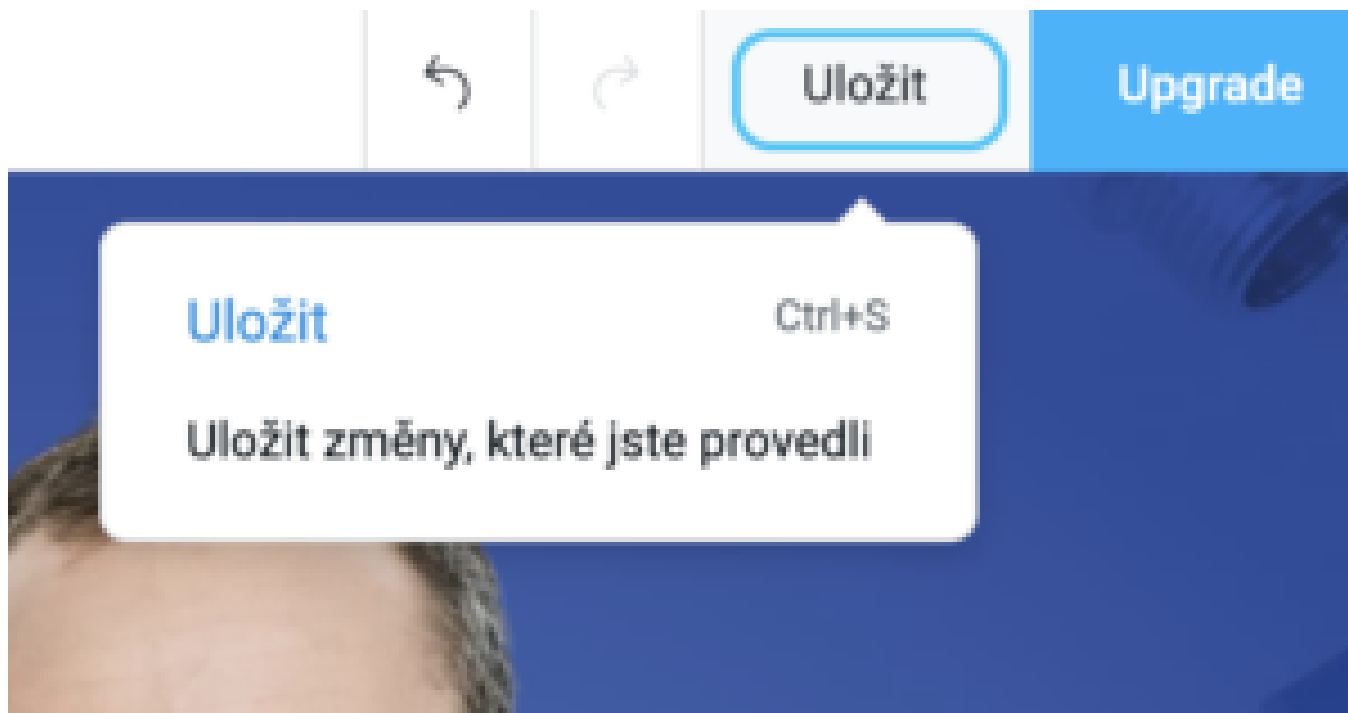 Uložit
Upgrade
Uložit
Ctrl+S
Uložit změny, které jste provedli